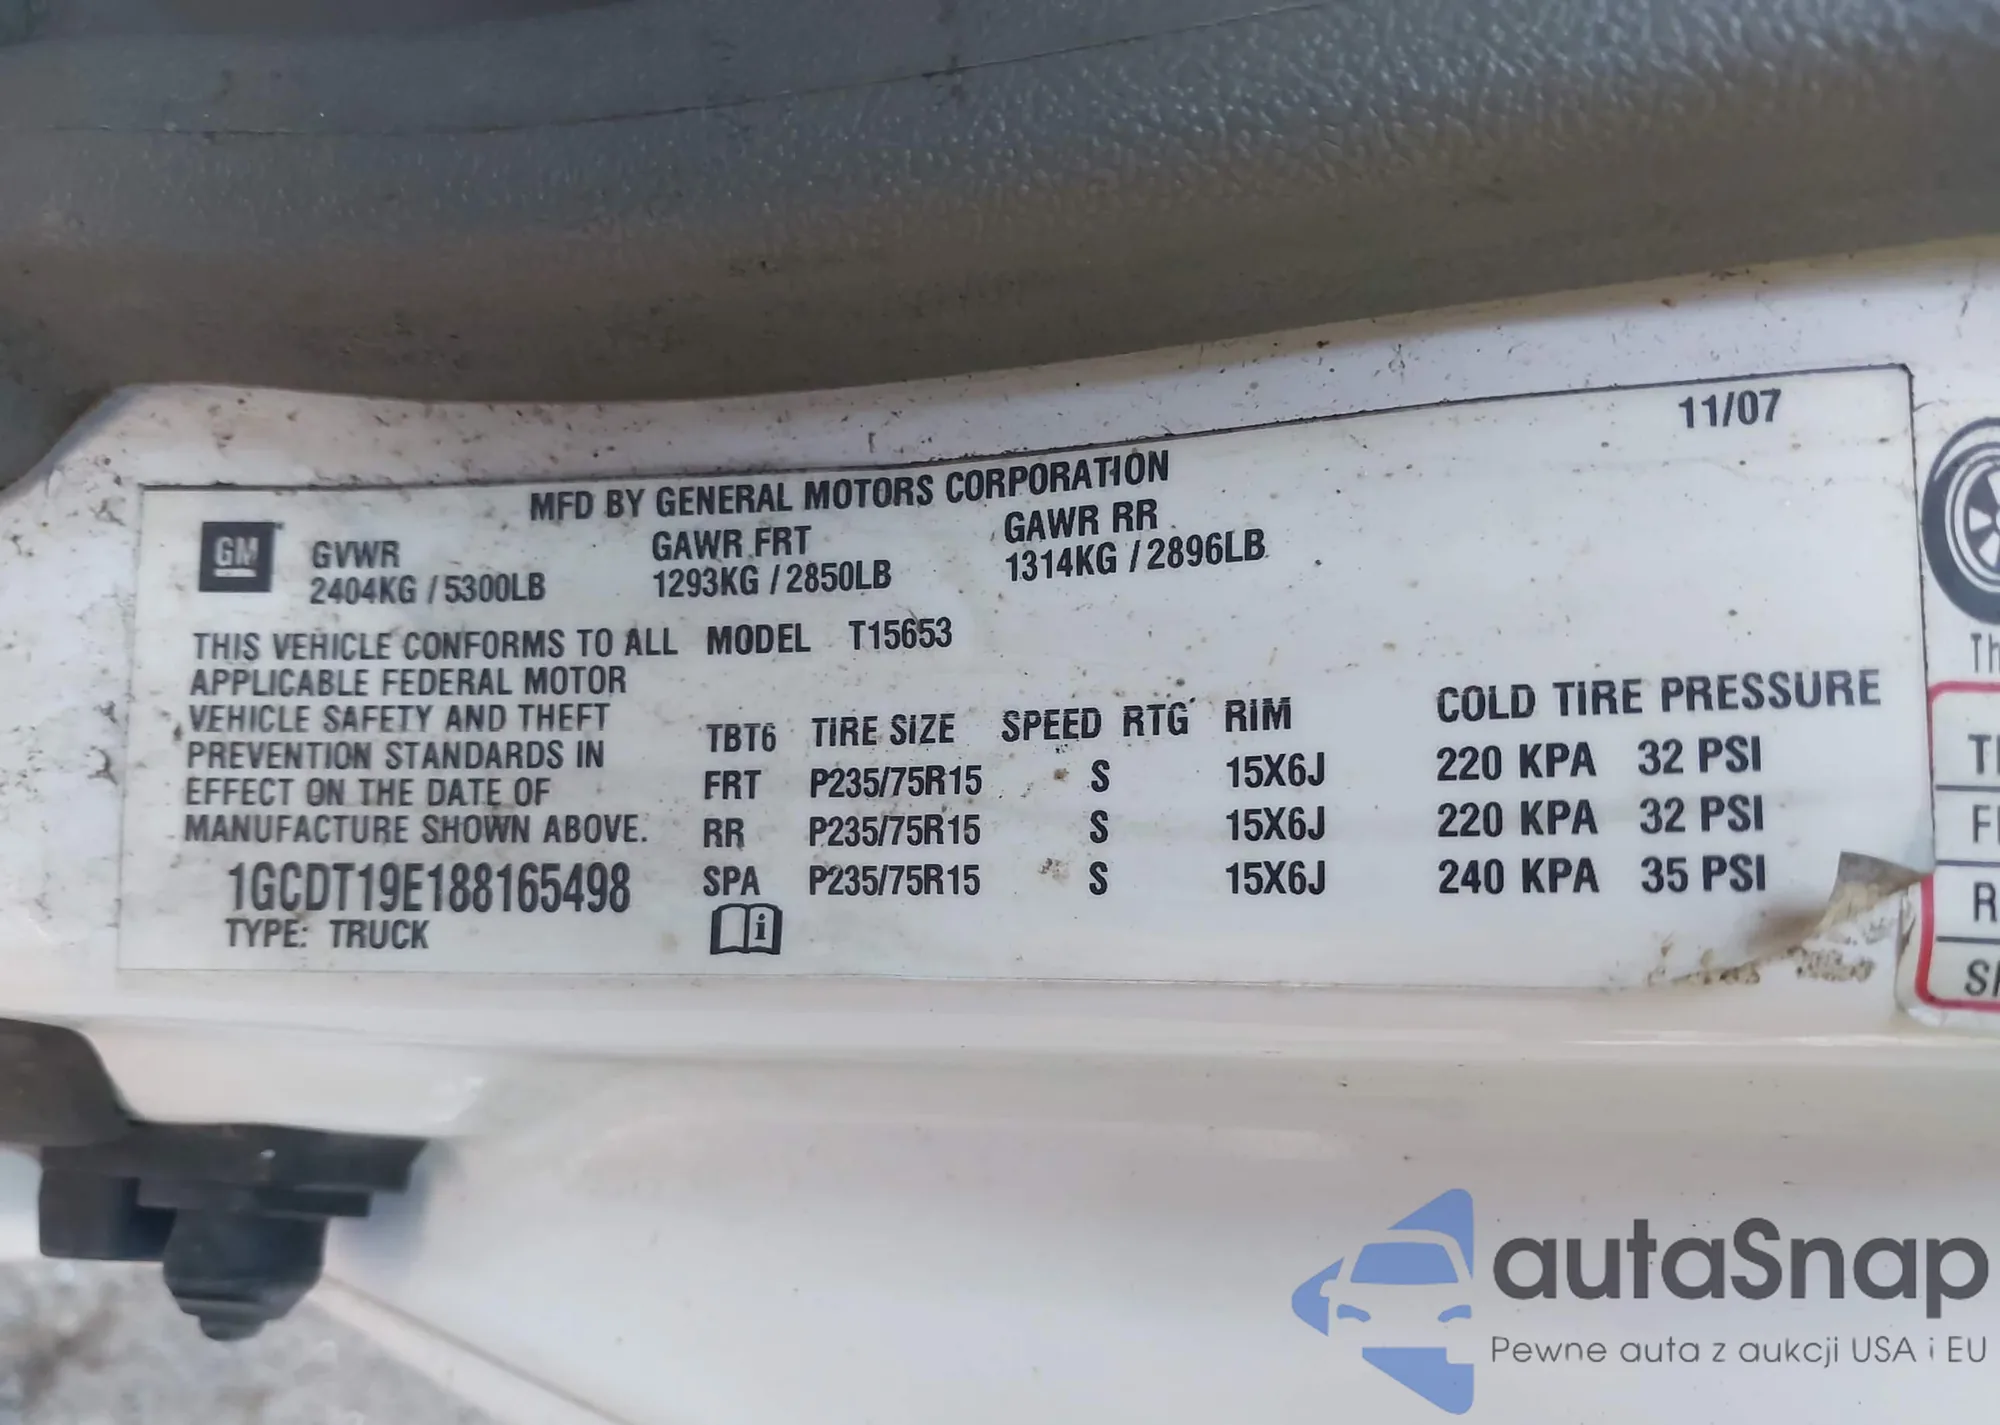 11/07
MFD BY GENERAL MOTORS CORPORATION
GM
GVWR GAWR FRT GAWR RR
2404KG / 5300LB 1293KG / 2850LB 1314KG / 2896LB
THIS VEHICLE CONFORMS TO ALL
APPLICABLE FEDERAL MOTOR
VEHICLE SAFETY AND THEFT
PREVENTION STANDARDS IN
EFFECT ON THE DATE OF
MANUFACTURE SHOWN ABOVE.
1GCDT19E188165498
TYPE: TRUCK
MODEL T15653
TBT6 TIRE SIZE SPEED RTG RIM COLD TIRE PRESSURE
FRT P235/75R15 S 15X6J 220 KPA 32 PSI
RR P235/75R15 S 15X6J 220 KPA 32 PSI
SPA P235/75R15 S 15X6J 240 KPA 35 PSI
i
Th
TI
F
R
SP
autaSnap
Pewne auta z aukcji USA i EU